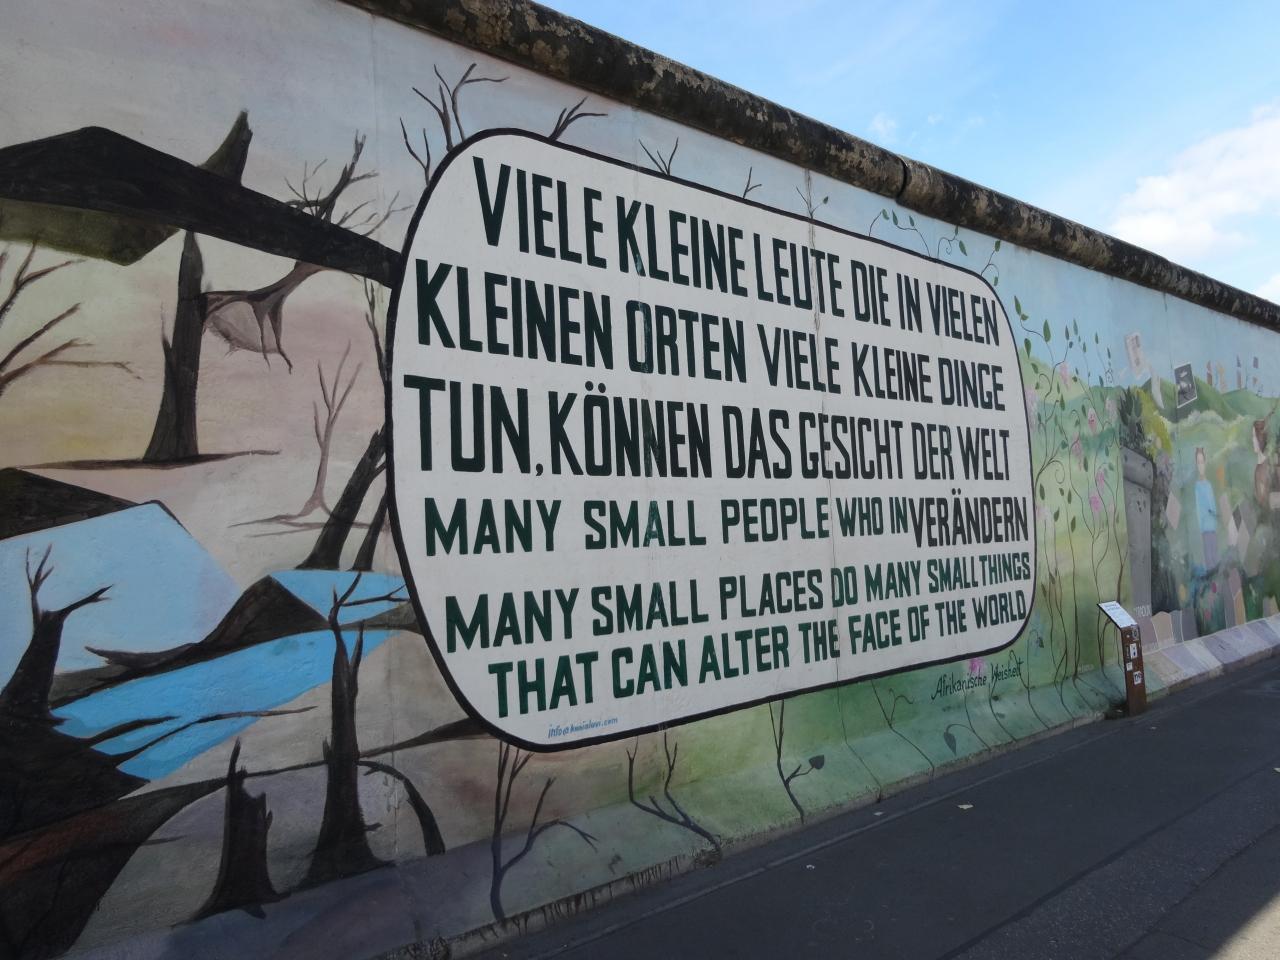 VIELE KLEINE LEUTE DIE IN VIELEN
KLEINEN ORTEN VIELE KLEINE DINGE
TUN, KÖNNEN DAS GESICHT DER WELT
VERÄNDERN
MANY SMALL PEOPLE WHO IN
MANY SMALL PLACES DO MANY SMALL THINGS
THAT CAN ALTER THE FACE OF THE WORLD
Afrikanische Weisheit